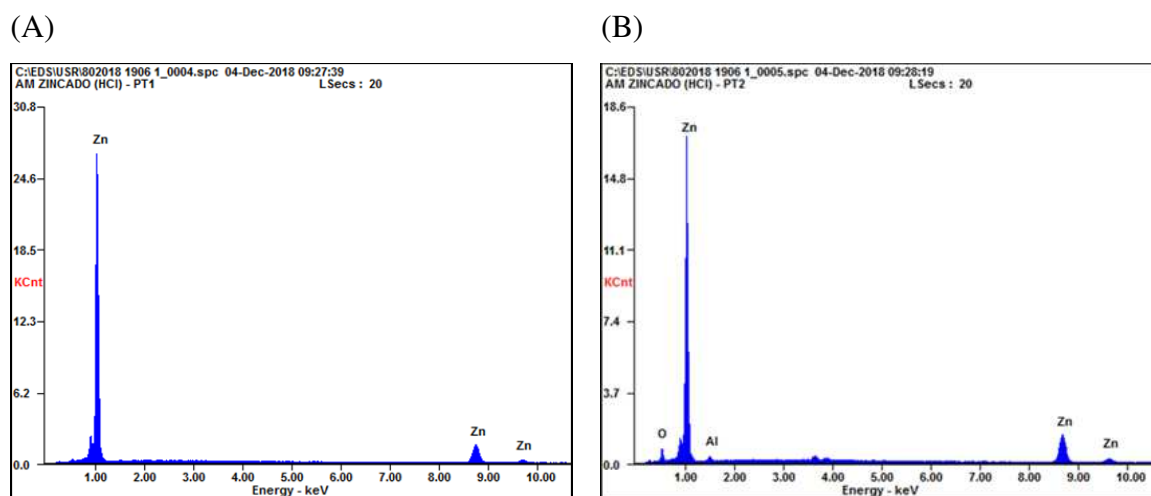 (A)
C:\EDS\USR\802018 1906 1_0004.spc 04-Dec-2018 09:27:39
AM ZINCADO (HCl) - PT1 LSecs : 20
30.8
24.6
18.5
KCnt
12.3
6.2
0.0
Zn
Zn
Zn
1.00 2.00 3.00 4.00 5.00 6.00 7.00 8.00 9.00 10.00
Energy - keV
(B)
C:\EDS\USR\802018 1906 1_0005.spc 04-Dec-2018 09:28:19
AM ZINCADO (HCl) - PT2 LSecs : 20
18.6
14.8
11.1
KCnt
7.4
3.7
0.0
Zn
O
Al
Zn
Zn
1.00 2.00 3.00 4.00 5.00 6.00 7.00 8.00 9.00 10.00
Energy - keV